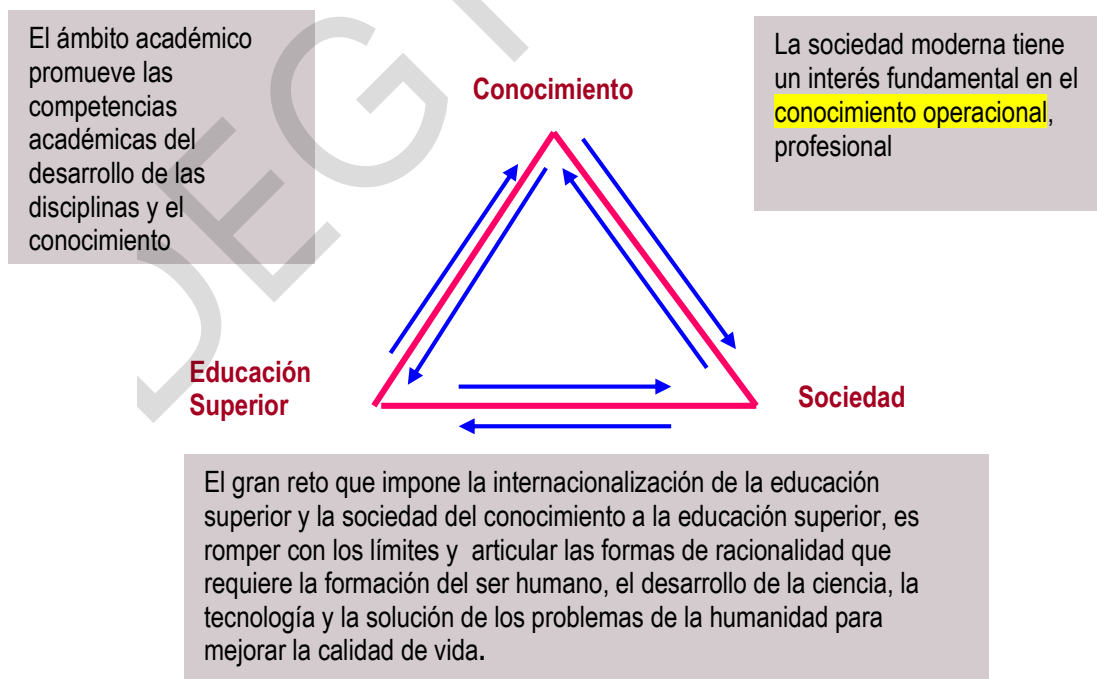 El ámbito académico
promueve las
competencias
académicas del
desarrollo de las
disciplinas y el
conocimiento
Conocimiento
La sociedad moderna tiene
un interés fundamental en el
conocimiento operacional,
profesional
Educación
Superior
Sociedad
El gran reto que impone la internacionalización de la educación
superior y la sociedad del conocimiento a la educación superior, es
romper con los límites y  articular las formas de racionalidad que
requiere la formación del ser humano, el desarrollo de la ciencia, la
tecnología y la solución de los problemas de la humanidad para
mejorar la calidad de vida.